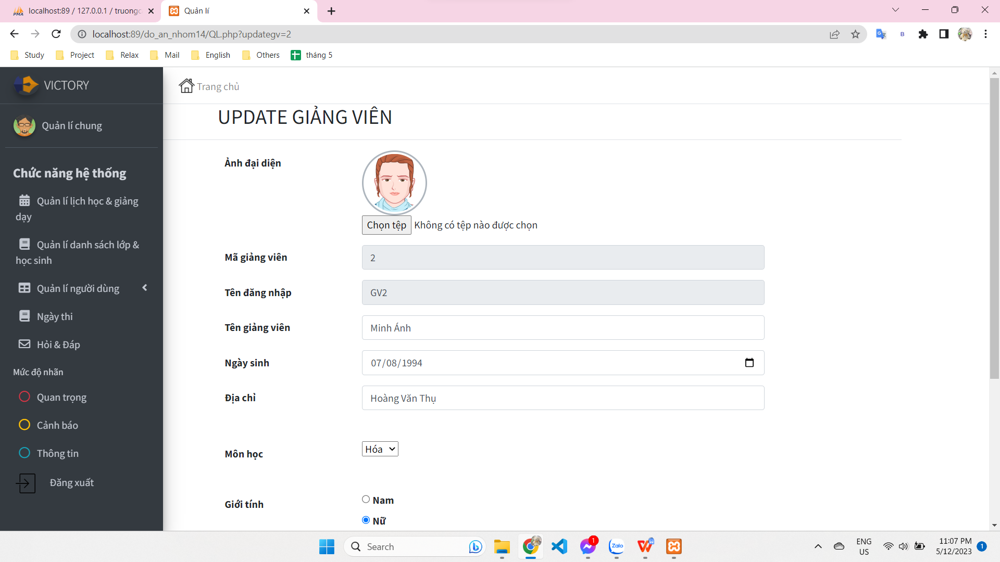 localhost:89 / 127.0.0.1 / truongc
Quản lí
localhost:89/do_an_nhom14/QL.php?updategv=2
Study
Project
Relax
Mail
English
Others
tháng 5
VICTORY
Trang chủ
Quản lí chung
Chức năng hệ thống
Quản lí lịch học & giảng
dạy
Quản lí danh sách lớp &
học sinh
Quản lí người dùng
Ngày thi
Hỏi & Đáp
Mức độ nhãn
Quan trọng
Cảnh báo
Thông tin
Đăng xuất
UPDATE GIẢNG VIÊN
Ảnh đại diện
Chọn tệp Không có tệp nào được chọn
Mã giảng viên
2
Tên đăng nhập
GV2
Tên giảng viên
Minh Ánh
Ngày sinh
07/08/1994
Địa chỉ
Hoàng Văn Thụ
Môn học
Hóa
Giới tính
Nam
Nữ
Search
1
Zalo
ENG
US
11:07 PM
5/12/2023
1